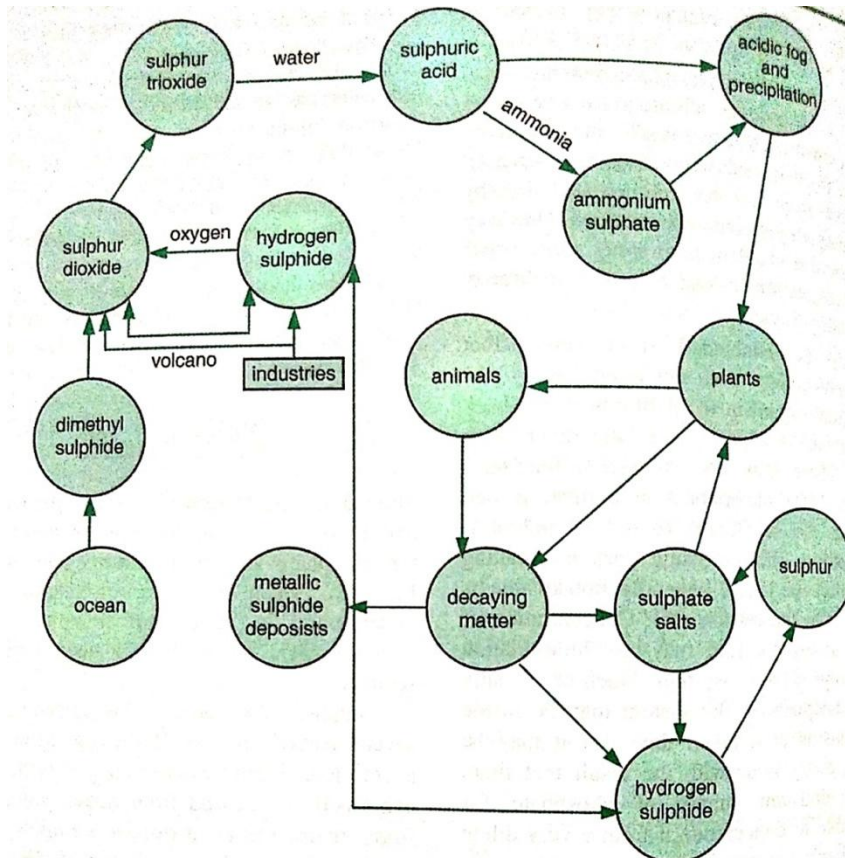 sulphur
trioxide
water
sulphuric
acid
acidic fog
and
precipitation
ammonia
ammonium
sulphate
sulphur
dioxide
oxygen
hydrogen
sulphide
volcano
industries
animals
plants
dimethyl
sulphide
ocean
metallic
sulphide
deposists
decaying
matter
sulphate
salts
sulphur
hydrogen
sulphide